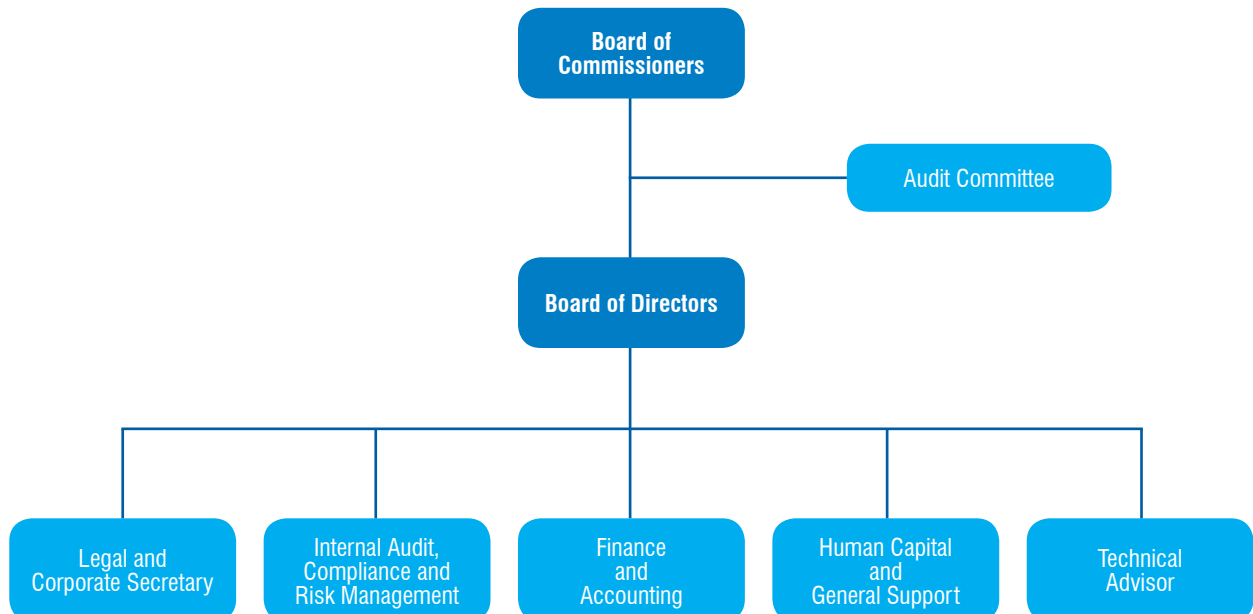 Board of
Commissioners
Audit Committee
Board of Directors
Legal and
Corporate Secretary
Internal Audit,
Compliance and
Risk Management
Finance
and
Accounting
Human Capital
and
General Support
Technical
Advisor